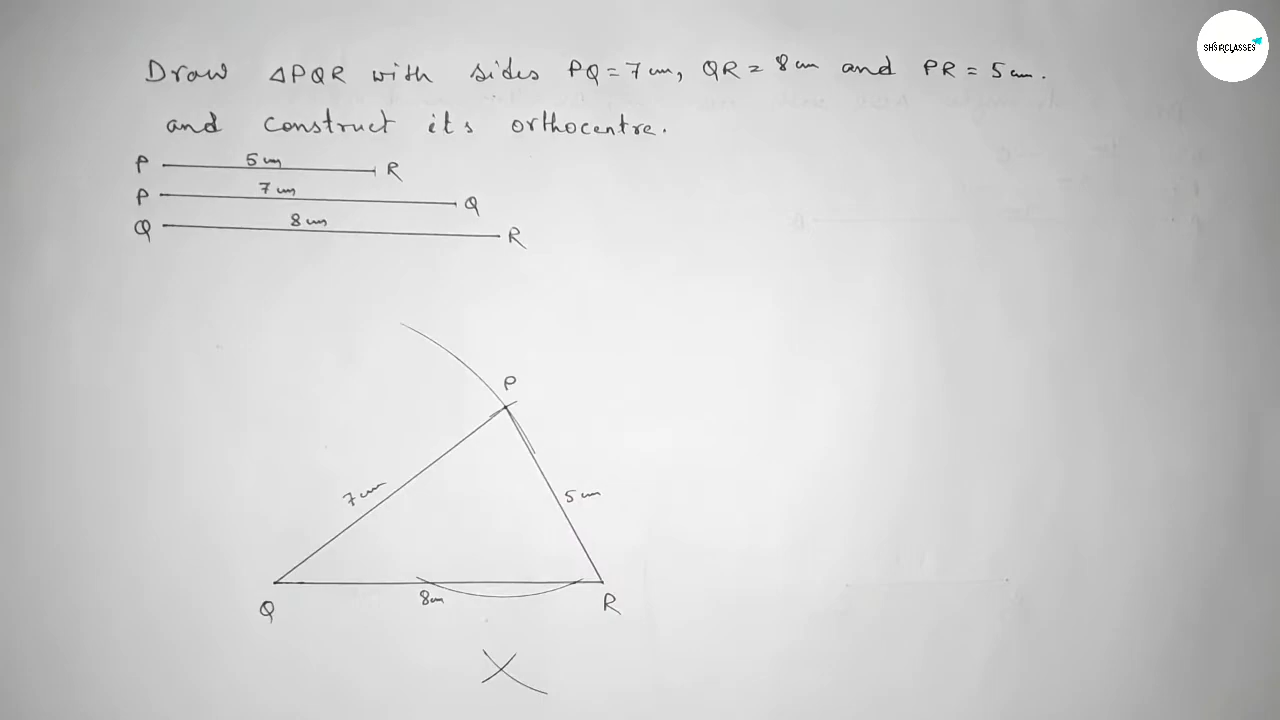 SHSIRCLASSES
Draw △PQR with sides PQ = 7 cm, QR = 8 cm and PR = 5 cm.
and construct its orthocentre.
P 5 cm R
P 7 cm Q
Q 8 cm R
P
7 cm
5 cm
8 cm
Q
R